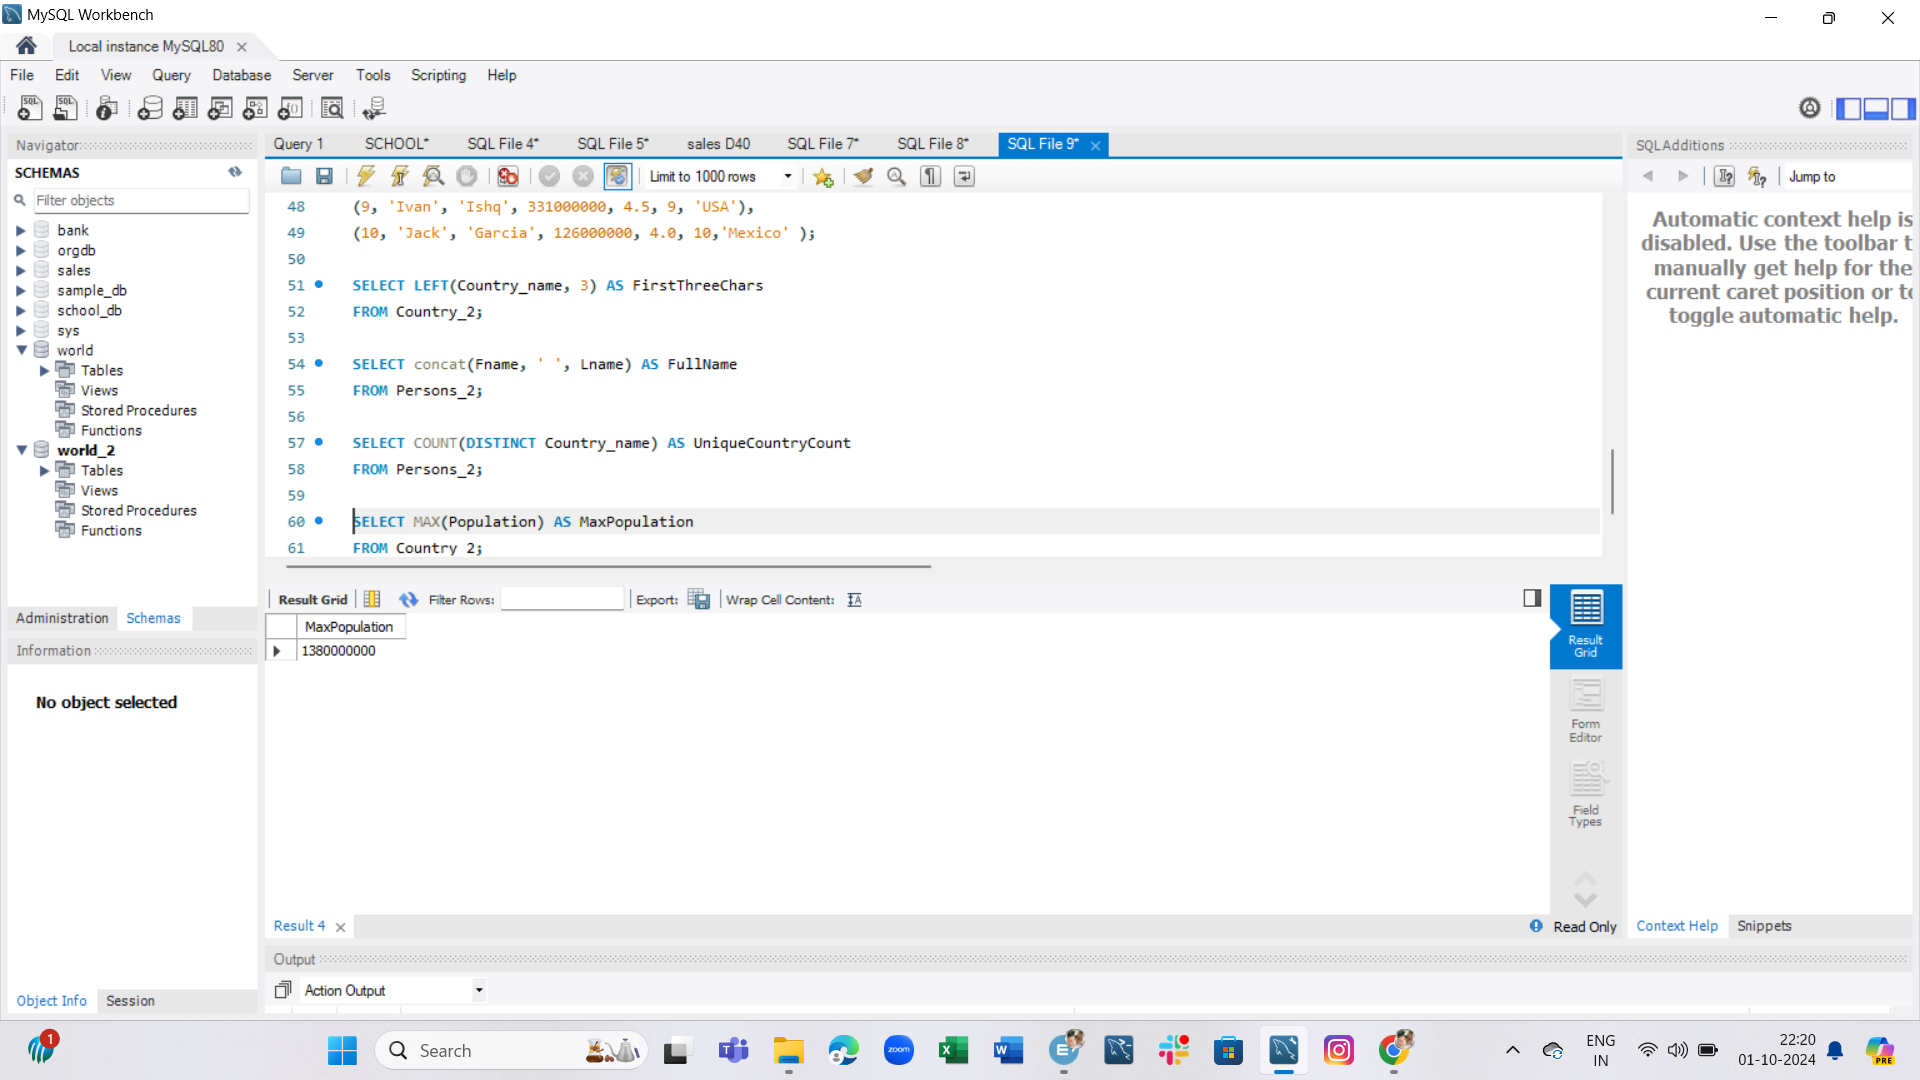 MySQL Workbench
Local instance MySQL80
File Edit View Query Database Server Tools Scripting Help
Navigator
SCHEMAS
Filter objects
bank
orgdb
sales
sample_db
school_db
sys
world
Tables
Views
Stored Procedures
Functions
world_2
Tables
Views
Stored Procedures
Functions
Administration Schemas
Information
No object selected
Object Info Session
Query 1 SCHOOL* SQL File 4* SQL File 5* sales D40 SQL File 7* SQL File 8* SQL File 9*
Limit to 1000 rows
48 (9, 'Ivan', 'Ishq', 331000000, 4.5, 9, 'USA'),
49 (10, 'Jack', 'Garcia', 126000000, 4.0, 10,'Mexico' );
50
51 SELECT LEFT(Country_name, 3) AS FirstThreeChars
52 FROM Country_2;
53
54 SELECT concat(Fname, ' ', Lname) AS FullName
55 FROM Persons_2;
56
57 SELECT COUNT(DISTINCT Country_name) AS UniqueCountryCount
58 FROM Persons_2;
59
60 SELECT MAX(Population) AS MaxPopulation
61 FROM Country_2;
Result Grid Filter Rows: Export: Wrap Cell Content:
MaxPopulation
1380000000
Result
Grid
Form
Editor
Field
Types
Result 4
Read Only
Output
Action Output
SQLAdditions
Jump to
Automatic context help is
disabled. Use the toolbar t
manually get help for the
current caret position or to
toggle automatic help.
Context Help Snippets
1
Search
zoom
ENG
IN
22:20
01-10-2024
PRE